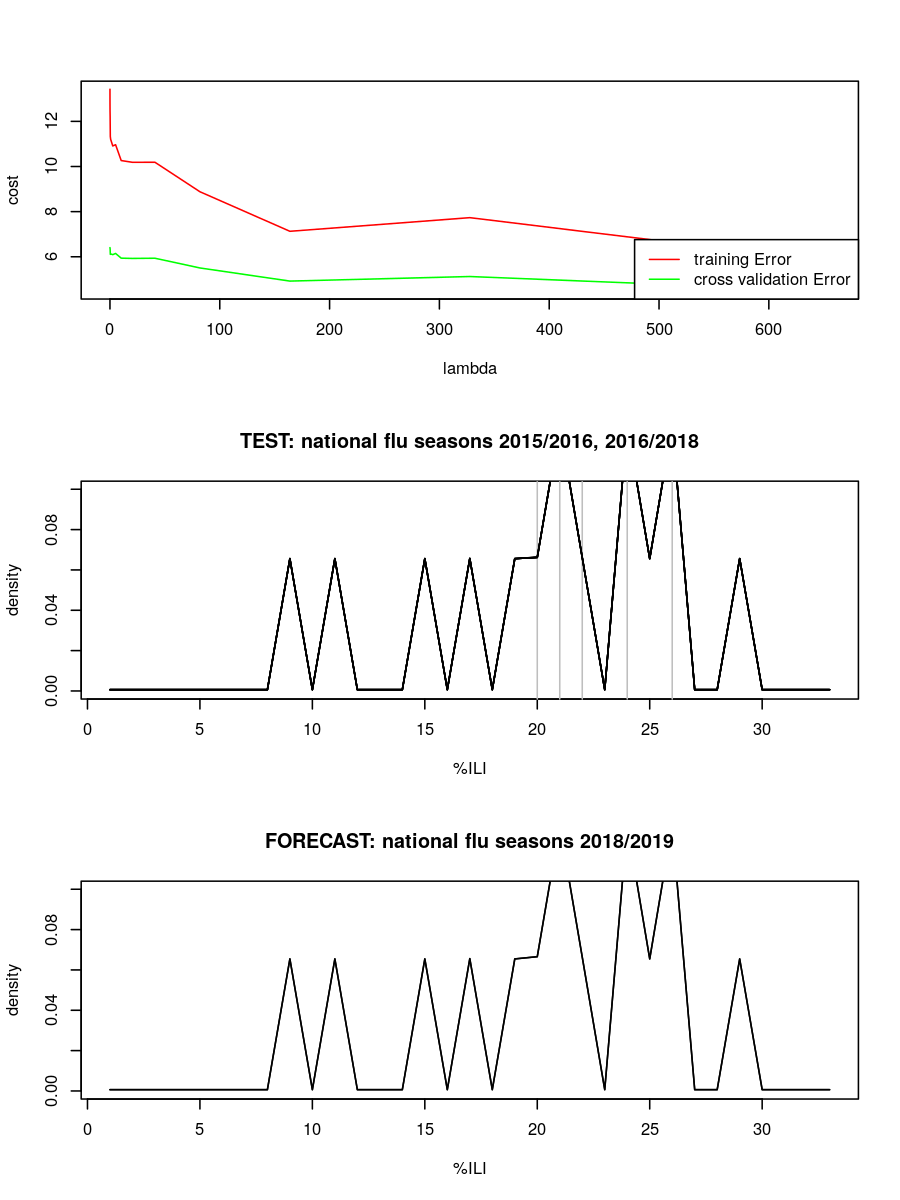 cost
12
10
8
6
training Error
cross validation Error
0 100 200 300 400 500 600
lambda
TEST: national flu seasons 2015/2016, 2016/2018
density
0.08
0.04
0.00
0 5 10 15 20 25 30
%ILI
FORECAST: national flu seasons 2018/2019
density
0.08
0.04
0.00
0 5 10 15 20 25 30
%ILI